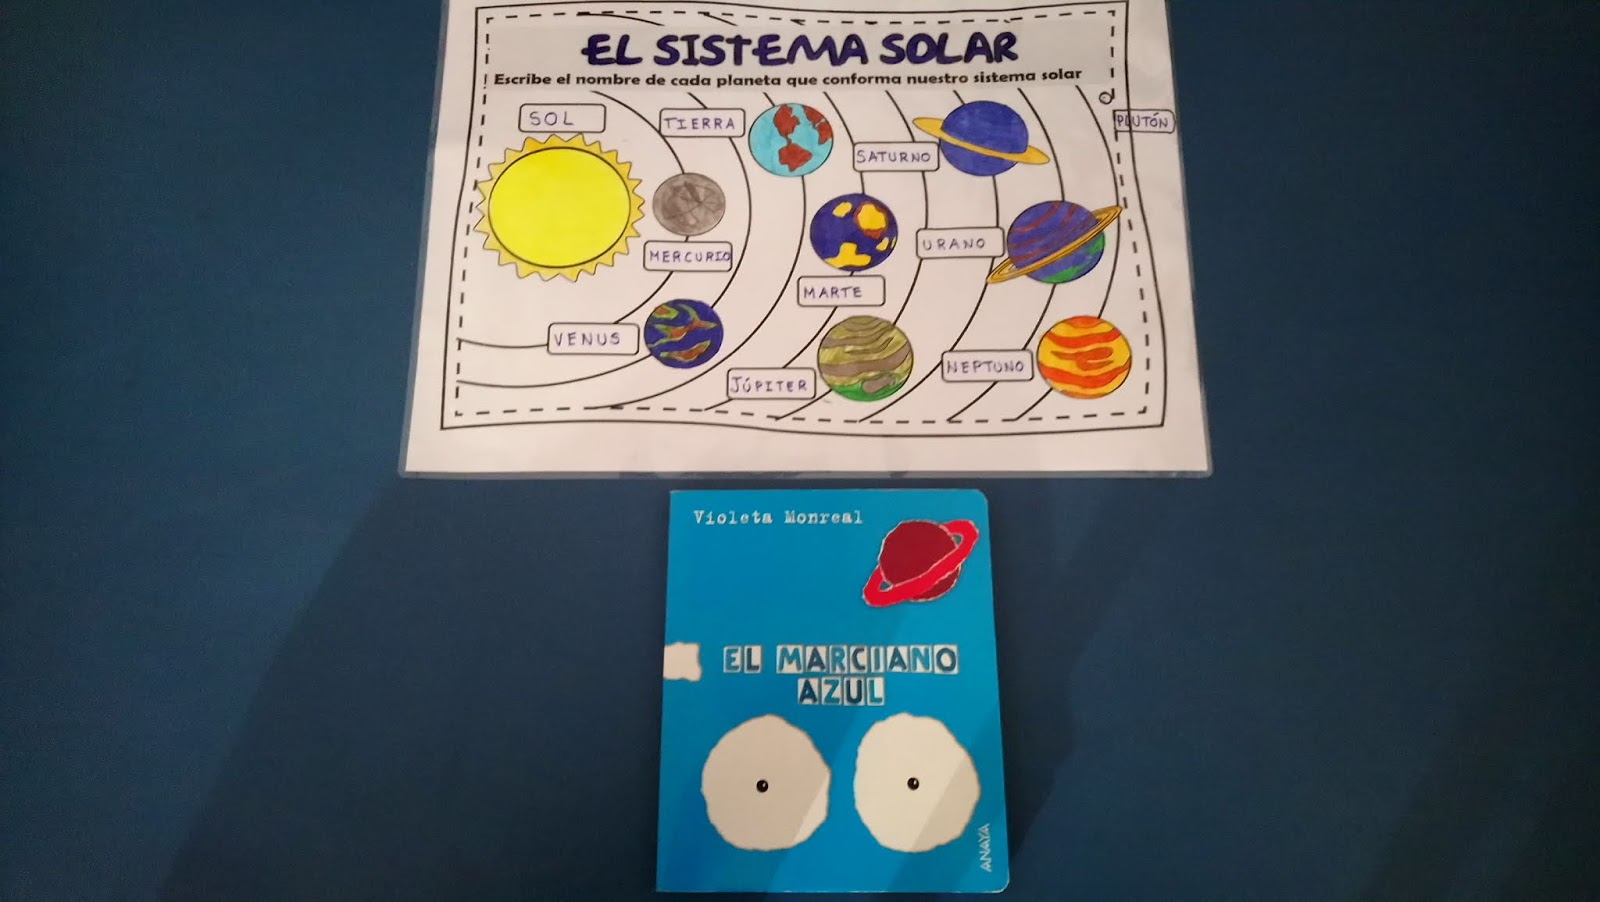 EL SISTEMA SOLAR
Escribe el nombre de cada planeta que conforma nuestro sistema solar
SOL
TIERRA
PLUTÓN
SATURNO
MERCURIO
URANO
MARTE
VENUS
JÚPITER
NEPTUNO
Violeta Monreal
EL MARCIANO
AZUL
ANAYA